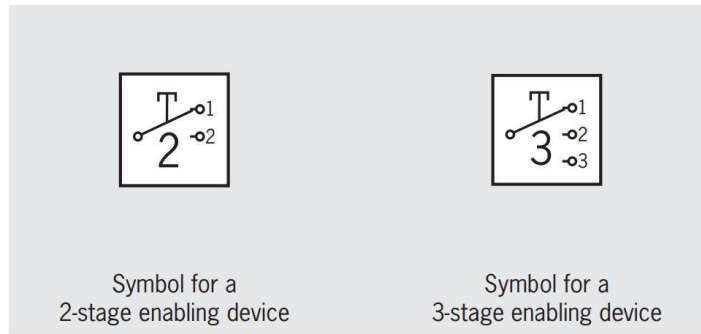 1
2
2
1
2
3
3
Symbol for a
2-stage enabling device
Symbol for a
3-stage enabling device